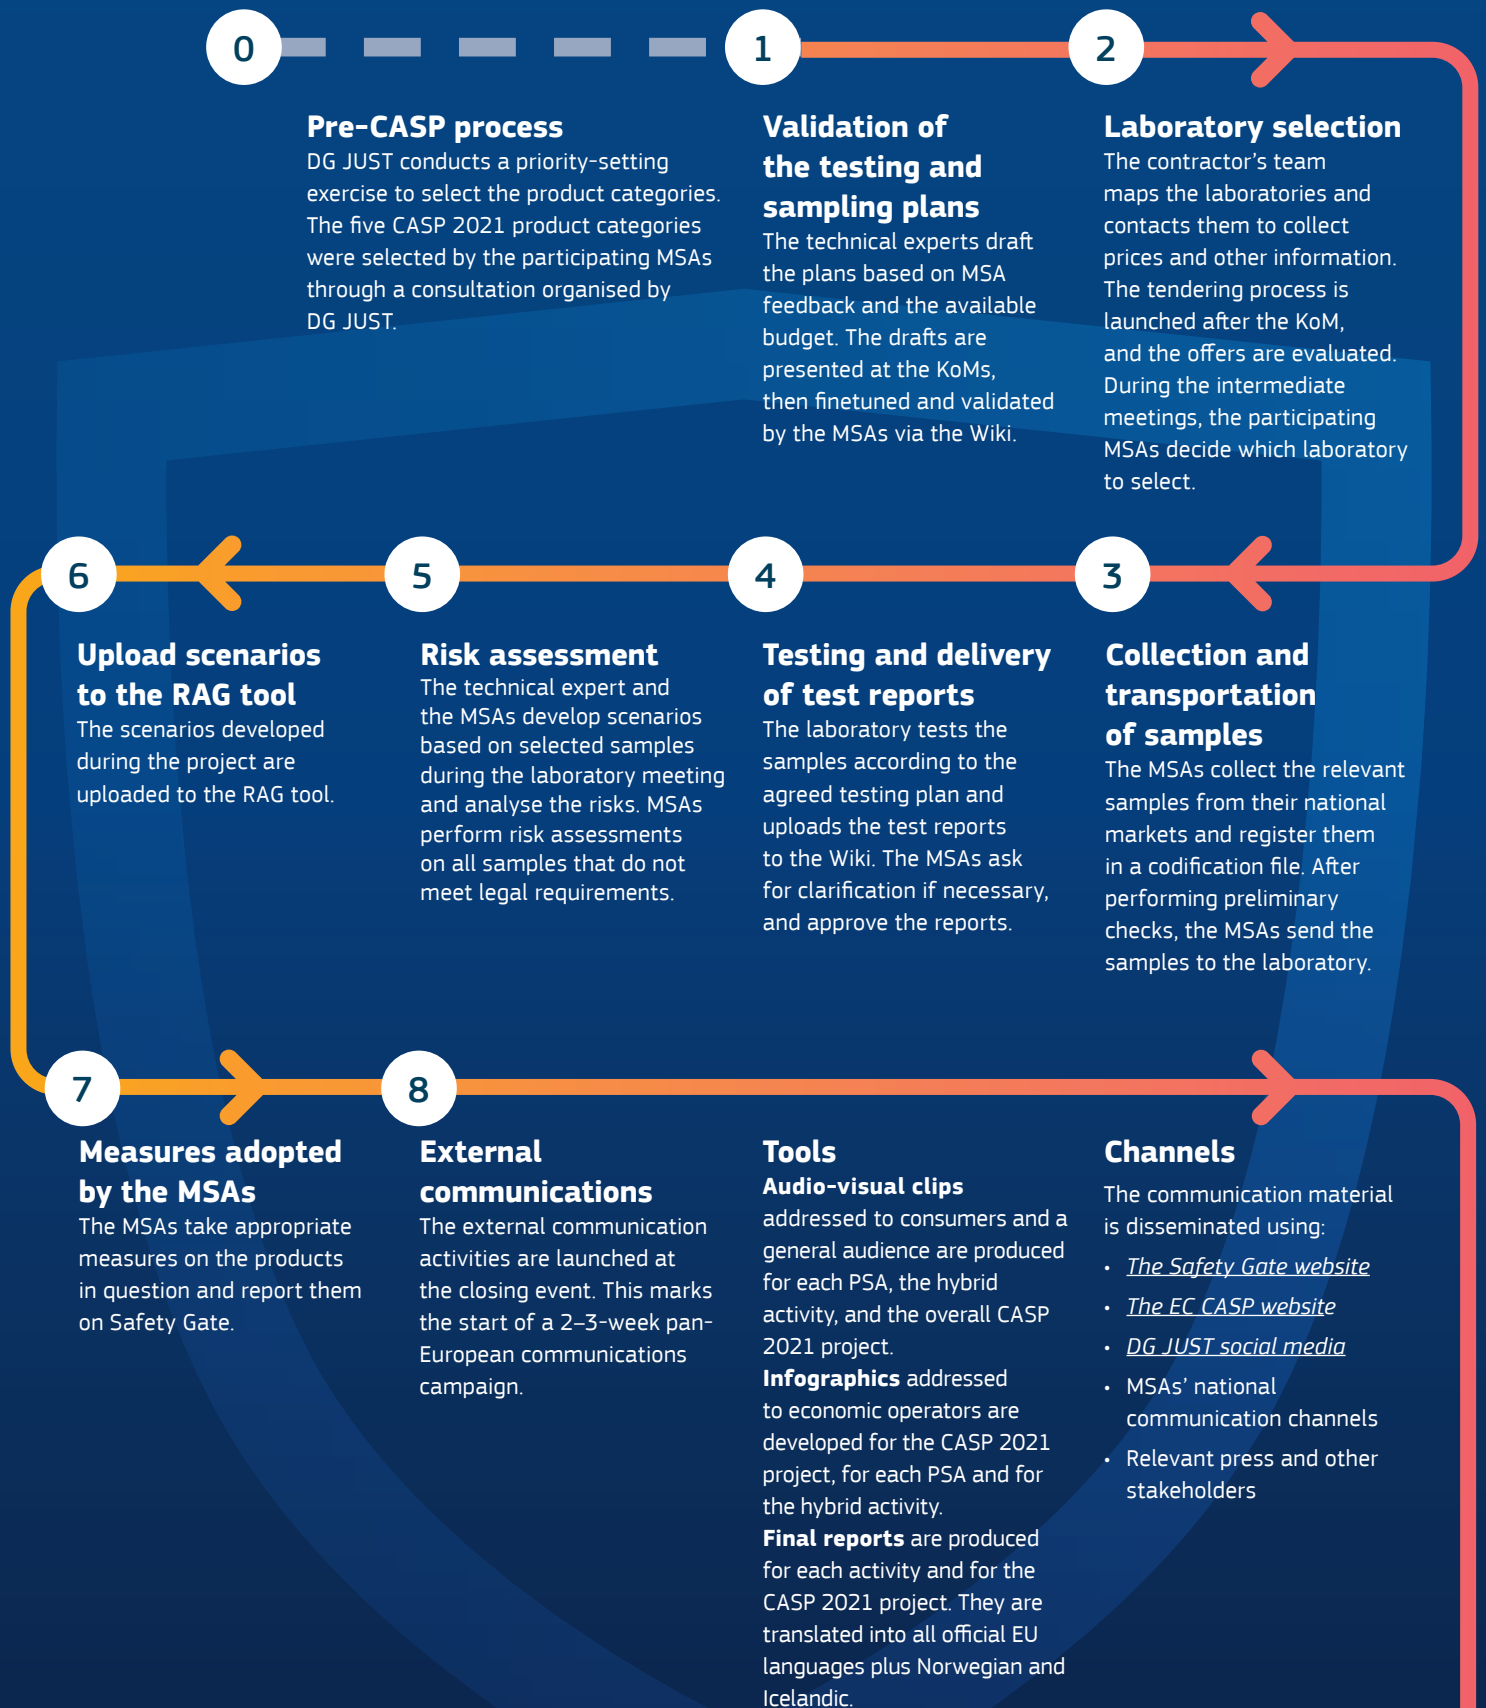 0
Pre-CASP process
DG JUST conducts a priority-setting
exercise to select the product categories.
The five CASP 2021 product categories
were selected by the participating MSAs
through a consultation organised by
DG JUST.
1
Validation of
the testing and
sampling plans
The technical experts draft
the plans based on MSA
feedback and the available
budget. The drafts are
presented at the KoMs,
then finetuned and validated
by the MSAs via the Wiki.
2
Laboratory selection
The contractor's team
maps the laboratories and
contacts them to collect
prices and other information.
The tendering process is
launched after the KoM,
and the offers are evaluated.
During the intermediate
meetings, the participating
MSAs decide which laboratory
to select.
3
Collection and
transportation
of samples
The MSAs collect the relevant
samples from their national
markets and register them
in a codification file. After
performing preliminary
checks, the MSAs send the
samples to the laboratory.
4
Testing and delivery
of test reports
The laboratory tests the
samples according to the
agreed testing plan and
uploads the test reports
to the Wiki. The MSAs ask
for clarification if necessary,
and approve the reports.
5
Risk assessment
The technical expert and
the MSAs develop scenarios
based on selected samples
during the laboratory meeting
and analyse the risks. MSAs
perform risk assessments
on all samples that do not
meet legal requirements.
6
Upload scenarios
to the RAG tool
The scenarios developed
during the project are
uploaded to the RAG tool.
7
Measures adopted
by the MSAs
The MSAs take appropriate
measures on the products
in question and report them
on Safety Gate.
8
External
communications
The external communication
activities are launched at
the closing event. This marks
the start of a 2–3-week pan-
European communications
campaign.
Tools
Audio-visual clips
addressed to consumers and a
general audience are produced
for each PSA, the hybrid
activity, and the overall CASP
2021 project.
Infographics addressed
to economic operators are
developed for the CASP 2021
project, for each PSA and for
the hybrid activity.
Final reports are produced
for each activity and for the
CASP 2021 project. They are
translated into all official EU
languages plus Norwegian and
Icelandic.
Channels
The communication material
is disseminated using:
• The Safety Gate website
• The EC CASP website
• DG JUST social media
• MSAs' national
communication channels
• Relevant press and other
stakeholders